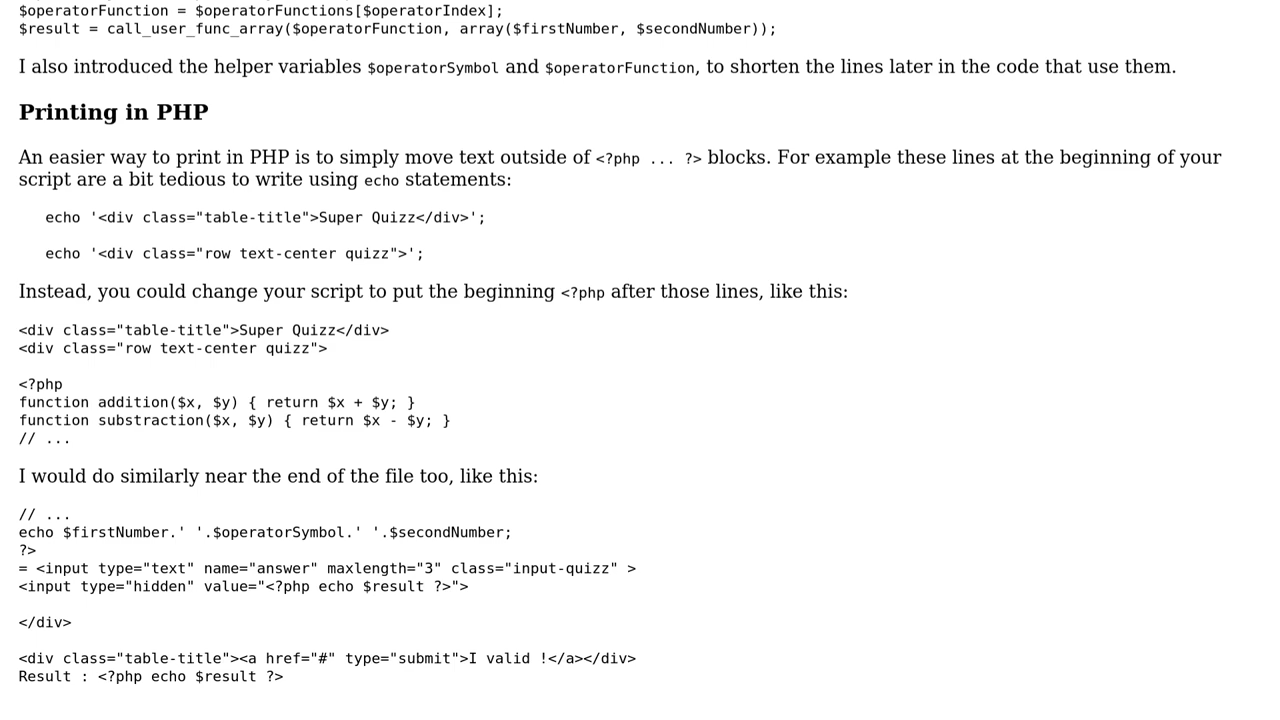 $operatorFunction = $operatorFunctions[$operatorIndex];
$result = call_user_func_array($operatorFunction, array($firstNumber, $secondNumber));
I also introduced the helper variables $operatorSymbol and $operatorFunction, to shorten the lines later in the code that use them.
Printing in PHP
An easier way to print in PHP is to simply move text outside of <?php ... ?> blocks. For example these lines at the beginning of your
script are a bit tedious to write using echo statements:
echo '<div class="table-title">Super Quizz</div>';
echo '<div class="row text-center quizz">';
Instead, you could change your script to put the beginning <?php after those lines, like this:
<div class="table-title">Super Quizz</div>
<div class="row text-center quizz">
<?php
function addition($x, $y) { return $x + $y; }
function substraction($x, $y) { return $x - $y; }
// ...
I would do similarly near the end of the file too, like this:
// ...
echo $firstNumber.' '.$operatorSymbol.' '.$secondNumber;
?>
= <input type="text" name="answer" maxlength="3" class="input-quizz" >
<input type="hidden" value="<?php echo $result ?>">
</div>
<div class="table-title"><a href="#" type="submit">I valid !</a></div>
Result : <?php echo $result ?>